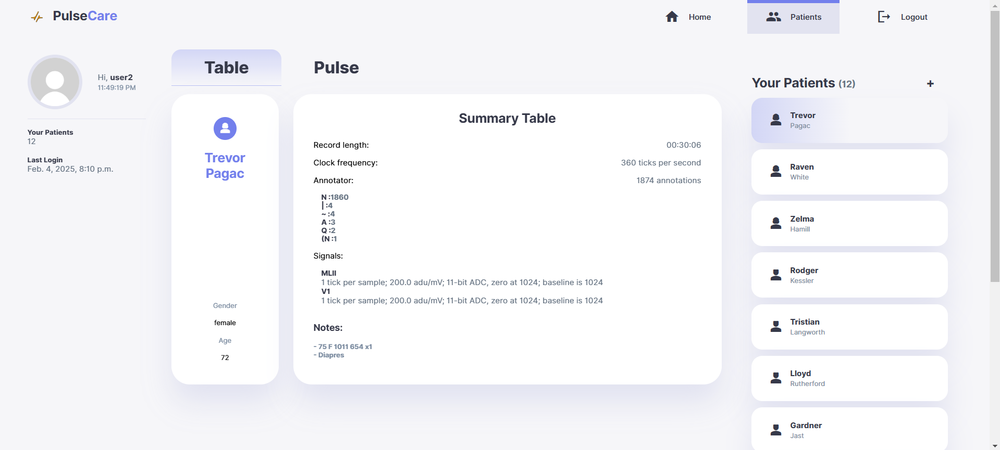 PulseCare
Home
Patients
Logout
Hi, user2
11:49:19 PM
Your Patients
12
Last Login
Feb. 4, 2025, 8:10 p.m.
Table
Pulse
Trevor
Pagac
Gender
female
Age
72
Summary Table
Record length: 00:30:06
Clock frequency: 360 ticks per second
Annotator: 1874 annotations
N :1860
| :4
~ :4
A :3
Q :2
(N :1
Signals:
MLII
1 tick per sample; 200.0 adu/mV; 11-bit ADC, zero at 1024; baseline is 1024
V1
1 tick per sample; 200.0 adu/mV; 11-bit ADC, zero at 1024; baseline is 1024
Notes:
- 75 F 1011 654 x1
- Diapres
Your Patients (12) +
Trevor
Pagac
Raven
White
Zelma
Hamill
Rodger
Kessler
Tristian
Langworth
Lloyd
Rutherford
Gardner
Jast